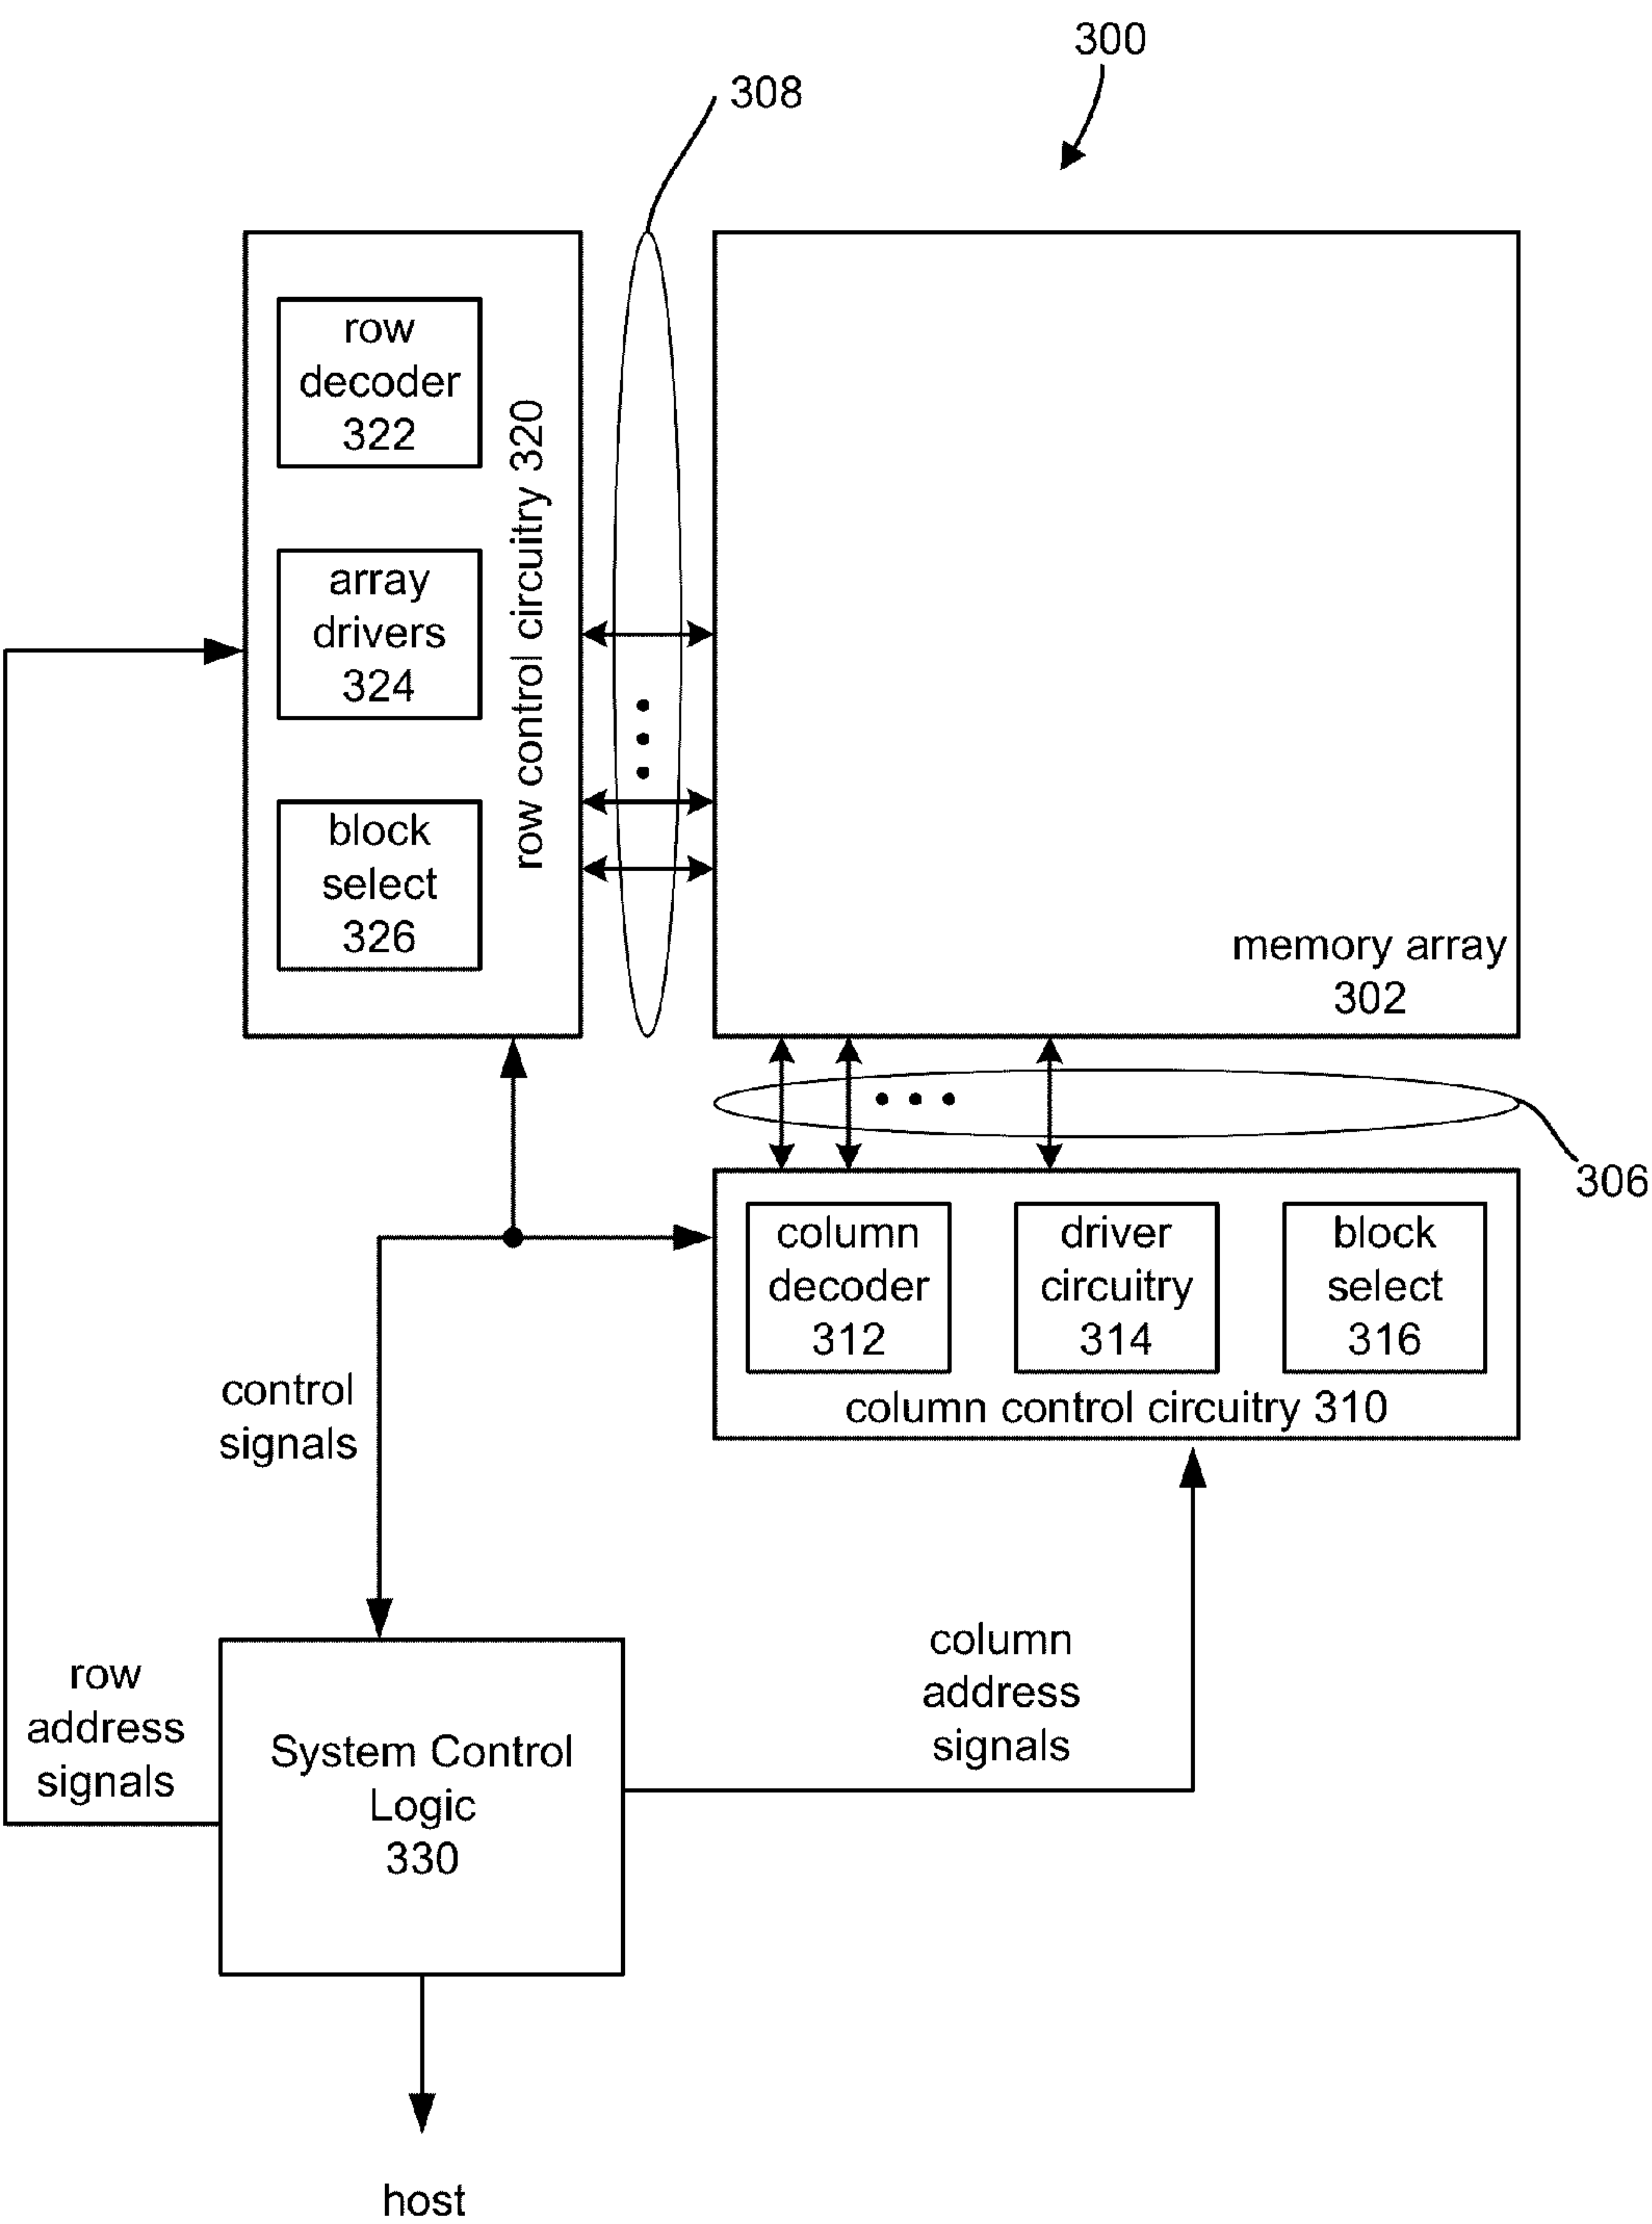 300
308
row
decoder
322
array
drivers
324
block
select
326
row control circuitry 320
memory array
302
306
column
decoder
312
driver
circuitry
314
block
select
316
column control circuitry 310
control
signals
row
address
signals
System Control
Logic
330
column
address
signals
host